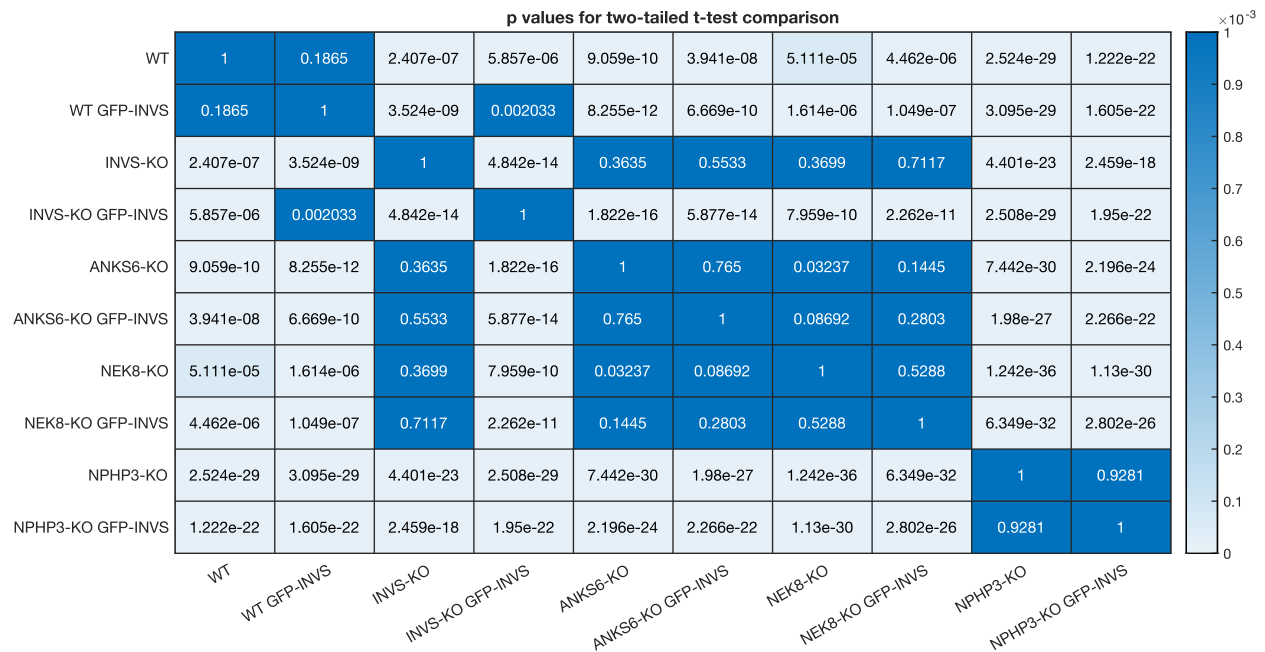 p values for two-tailed t-test comparison
×10-3
WT 1 0.1865 2.407e-07 5.857e-06 9.059e-10 3.941e-08 5.111e-05 4.462e-06 2.524e-29 1.222e-22
WT GFP-INVS 0.1865 1 3.524e-09 0.002033 8.255e-12 6.669e-10 1.614e-06 1.049e-07 3.095e-29 1.605e-22
INVS-KO 2.407e-07 3.524e-09 1 4.842e-14 0.3635 0.5533 0.3699 0.7117 4.401e-23 2.459e-18
INVS-KO GFP-INVS 5.857e-06 0.002033 4.842e-14 1 1.822e-16 5.877e-14 7.959e-10 2.262e-11 2.508e-29 1.95e-22
ANKS6-KO 9.059e-10 8.255e-12 0.3635 1.822e-16 1 0.765 0.03237 0.1445 7.442e-30 2.196e-24
ANKS6-KO GFP-INVS 3.941e-08 6.669e-10 0.5533 5.877e-14 0.765 1 0.08692 0.2803 1.98e-27 2.266e-22
NEK8-KO 5.111e-05 1.614e-06 0.3699 7.959e-10 0.03237 0.08692 1 0.5288 1.242e-36 1.13e-30
NEK8-KO GFP-INVS 4.462e-06 1.049e-07 0.7117 2.262e-11 0.1445 0.2803 0.5288 1 6.349e-32 2.802e-26
NPHP3-KO 2.524e-29 3.095e-29 4.401e-23 2.508e-29 7.442e-30 1.98e-27 1.242e-36 6.349e-32 1 0.9281
NPHP3-KO GFP-INVS 1.222e-22 1.605e-22 2.459e-18 1.95e-22 2.196e-24 2.266e-22 1.13e-30 2.802e-26 0.9281 1
WT WT GFP-INVS INVS-KO INVS-KO GFP-INVS ANKS6-KO ANKS6-KO GFP-INVS NEK8-KO NEK8-KO GFP-INVS NPHP3-KO NPHP3-KO GFP-INVS
1
0.9
0.8
0.7
0.6
0.5
0.4
0.3
0.2
0.1
0